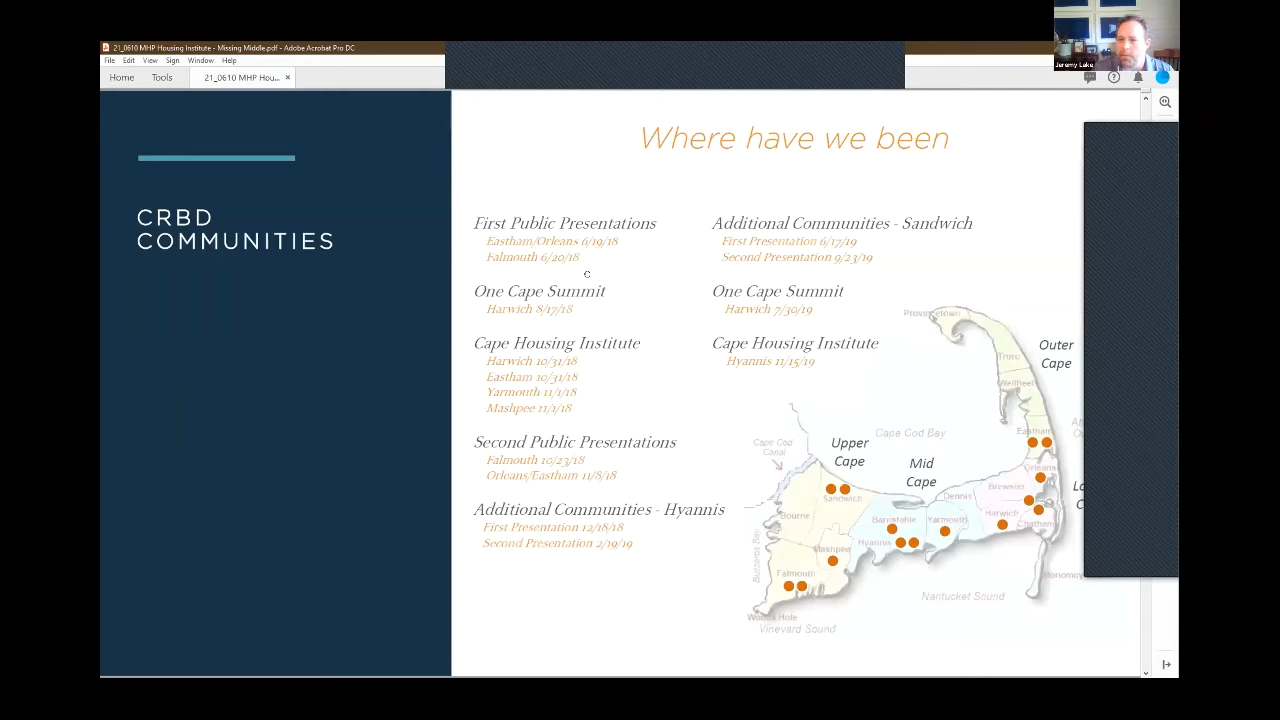 21_0610 MHP Housing Institute - Missing Middle.pdf - Adobe Acrobat Pro DC
File Edit View Sign Window Help
Home Tools 21_0610 MHP Hou... ×
Jeremy Lake
CRBD
COMMUNITIES
Where have we been
First Public Presentations
Eastham/Orleans 6/19/18
Falmouth 6/20/18
One Cape Summit
Harwich 8/17/18
Cape Housing Institute
Harwich 10/31/18
Eastham 10/31/18
Yarmouth 11/1/18
Mashpee 11/1/18
Second Public Presentations
Falmouth 10/23/18
Orleans/Eastham 11/8/18
Additional Communities - Hyannis
First Presentation 12/18/18
Second Presentation 2/19/19
Additional Communities - Sandwich
First Presentation 6/17/19
Second Presentation 9/23/19
One Cape Summit
Harwich 7/30/19
Cape Housing Institute
Hyannis 11/15/19
Provincetown
Truro
Wellfleet
Outer
Cape
Eastham
Cape Cod Bay
Cape Cod
Canal
Upper
Cape
Mid
Cape
Orleans
Brewster
Dennis
Sandwich
Bourne
Barnstable
Yarmouth
Harwich
Chatham
Hyannis
Mashpee
Buzzards Bay
Falmouth
Nantucket Sound
Woods Hole
Vineyard Sound